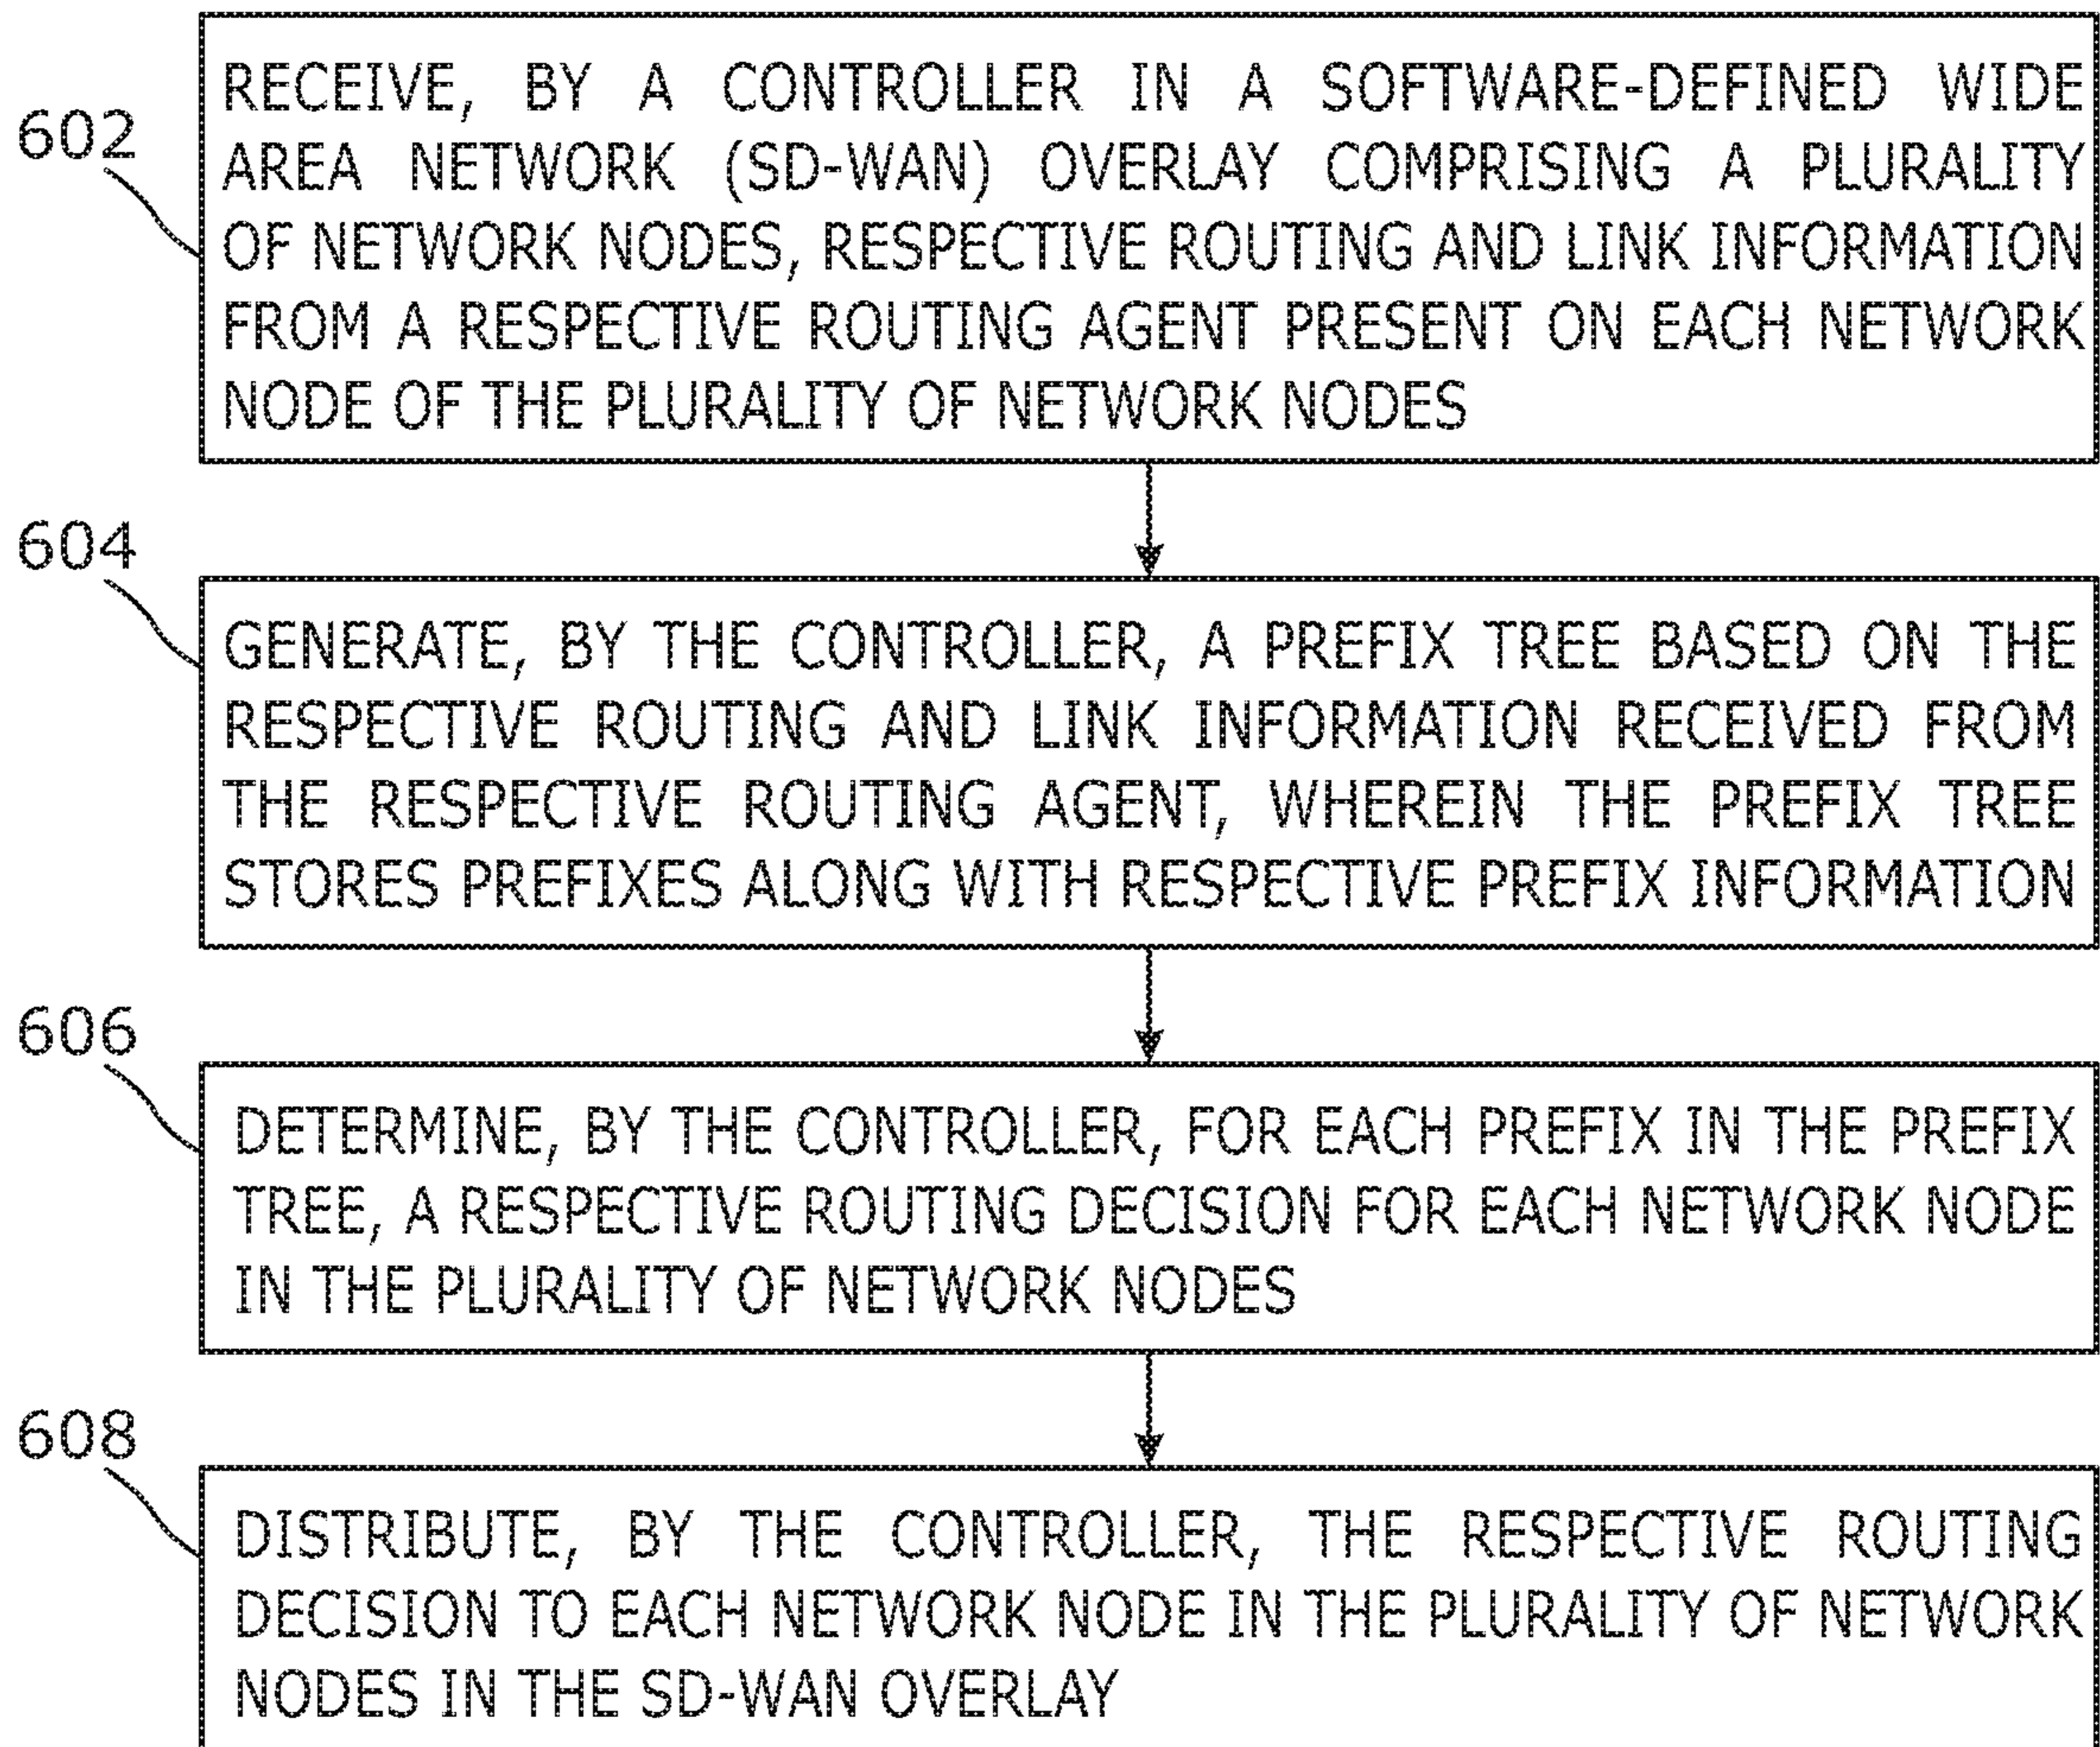 602
RECEIVE, BY A CONTROLLER IN A SOFTWARE-DEFINED WIDE
AREA NETWORK (SD-WAN) OVERLAY COMPRISING A PLURALITY
OF NETWORK NODES, RESPECTIVE ROUTING AND LINK INFORMATION
FROM A RESPECTIVE ROUTING AGENT PRESENT ON EACH NETWORK
NODE OF THE PLURALITY OF NETWORK NODES
604
GENERATE, BY THE CONTROLLER, A PREFIX TREE BASED ON THE
RESPECTIVE ROUTING AND LINK INFORMATION RECEIVED FROM
THE RESPECTIVE ROUTING AGENT, WHEREIN THE PREFIX TREE
STORES PREFIXES ALONG WITH RESPECTIVE PREFIX INFORMATION
606
DETERMINE, BY THE CONTROLLER, FOR EACH PREFIX IN THE PREFIX
TREE, A RESPECTIVE ROUTING DECISION FOR EACH NETWORK NODE
IN THE PLURALITY OF NETWORK NODES
608
DISTRIBUTE, BY THE CONTROLLER, THE RESPECTIVE ROUTING
DECISION TO EACH NETWORK NODE IN THE PLURALITY OF NETWORK
NODES IN THE SD-WAN OVERLAY